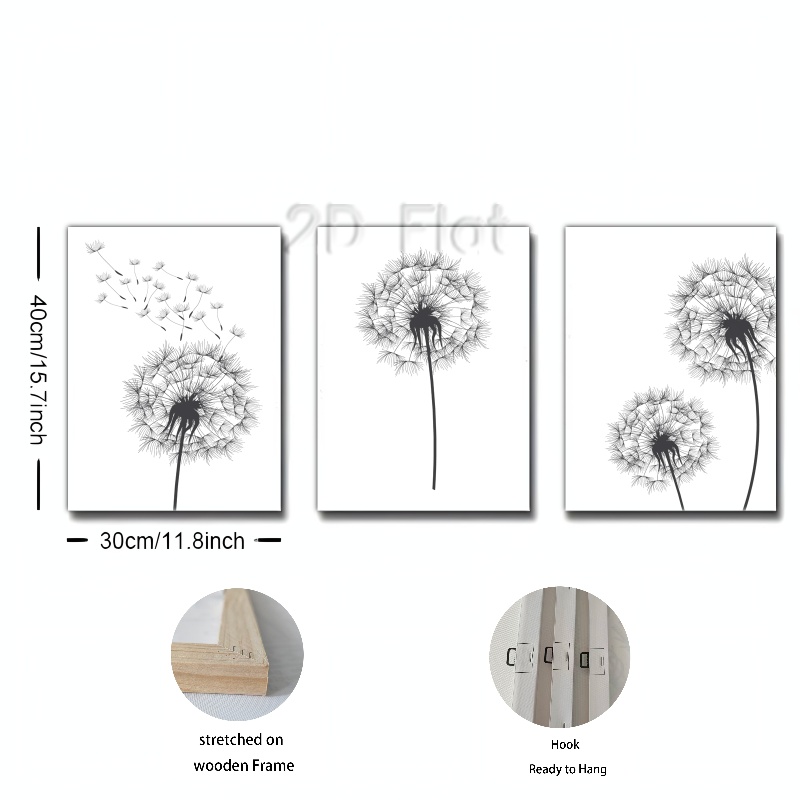 2D Flat
40cm/15.7inch
30cm/11.8inch
stretched on
wooden Frame
Hook
Ready to Hang